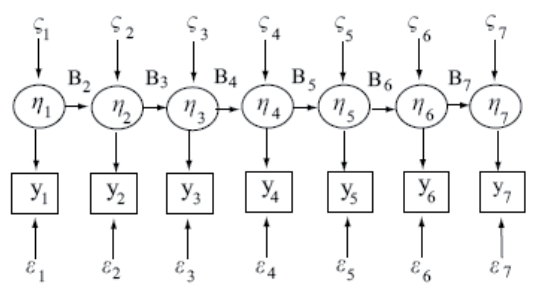 ς₁ ς₂ ς₃ ς₄ ς₅ ς₆ ς₇
B₂ B₃ B₄ B₅ B₆ B₇
η₁ η₂ η₃ η₄ η₅ η₆ η₇
y₁ y₂ y₃ y₄ y₅ y₆ y₇
ε₁ ε₂ ε₃ ε₄ ε₅ ε₆ ε₇